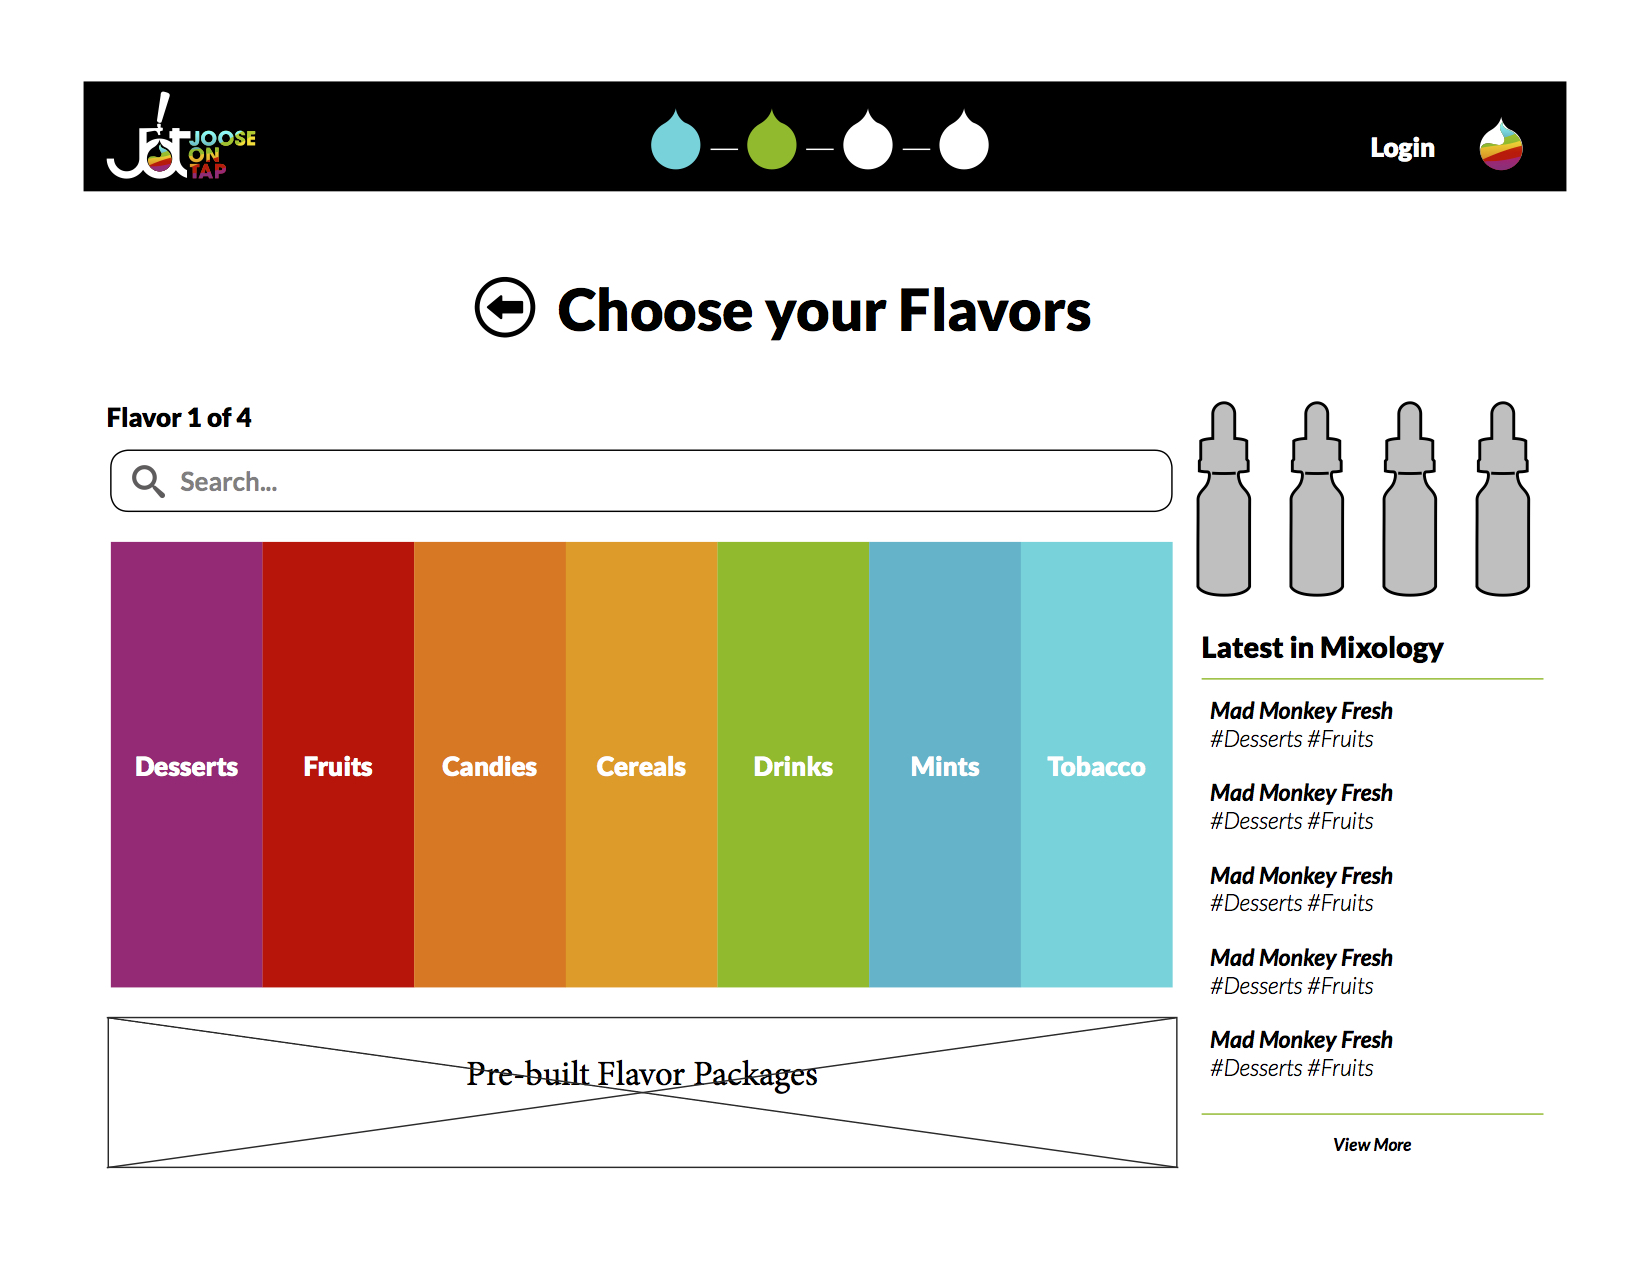 Jot JOOSE
ON
TAP
Login
Choose your Flavors
Flavor 1 of 4
Search...
Desserts
Fruits
Candies
Cereals
Drinks
Mints
Tobacco
Pre-built Flavor Packages
Latest in Mixology
Mad Monkey Fresh
#Desserts #Fruits
Mad Monkey Fresh
#Desserts #Fruits
Mad Monkey Fresh
#Desserts #Fruits
Mad Monkey Fresh
#Desserts #Fruits
Mad Monkey Fresh
#Desserts #Fruits
View More